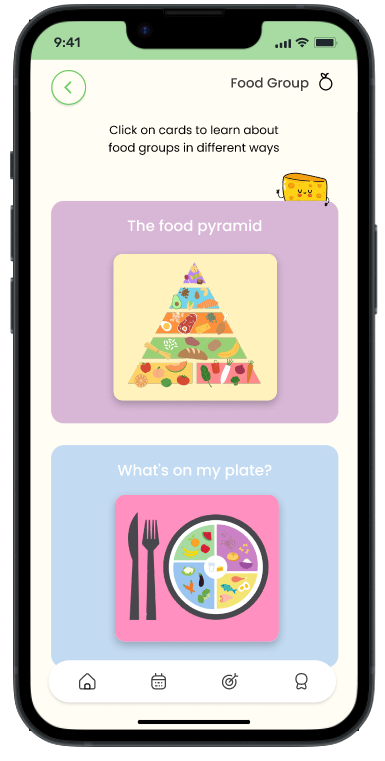 9:41
Food Group
Click on cards to learn about
food groups in different ways
The food pyramid
What's on my plate?